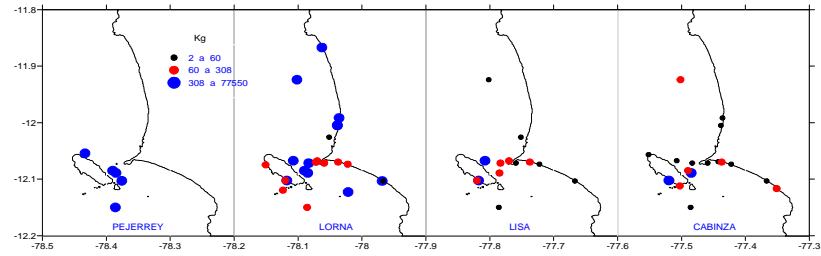 -11.8
Kg
2 a 60
-11.9
60 a 308
308 a 77550
-12
-12.1
PEJERREY LORNA LISA CABINZA
-12.2
-78.5 -78.4 -78.3 -78.2 -78.1 -78 -77.9 -77.8 -77.7 -77.6 -77.5 -77.4 -77.3